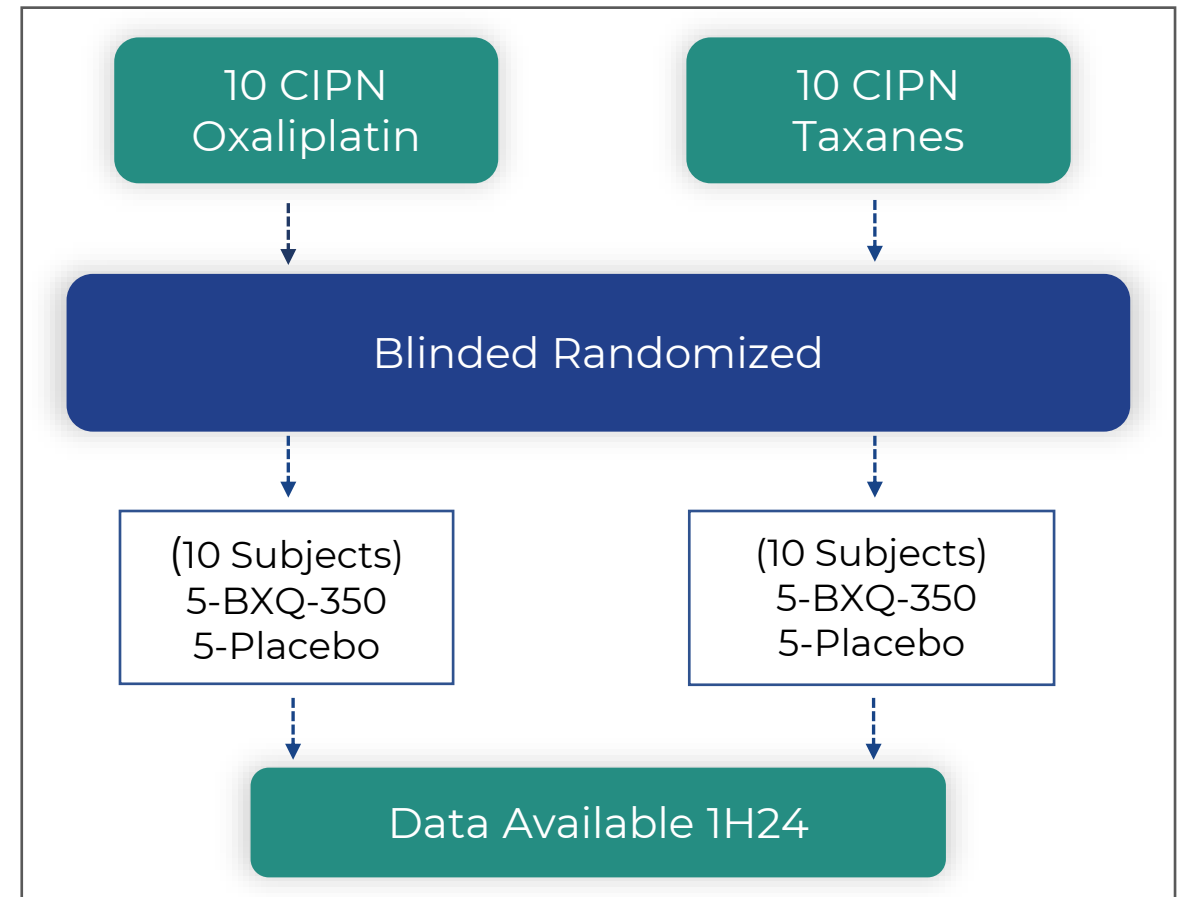 10 CIPN
Oxaliplatin
10 CIPN
Taxanes
Blinded Randomized
(10 Subjects)
5-BXQ-350
5-Placebo
(10 Subjects)
5-BXQ-350
5-Placebo
Data Available 1H24